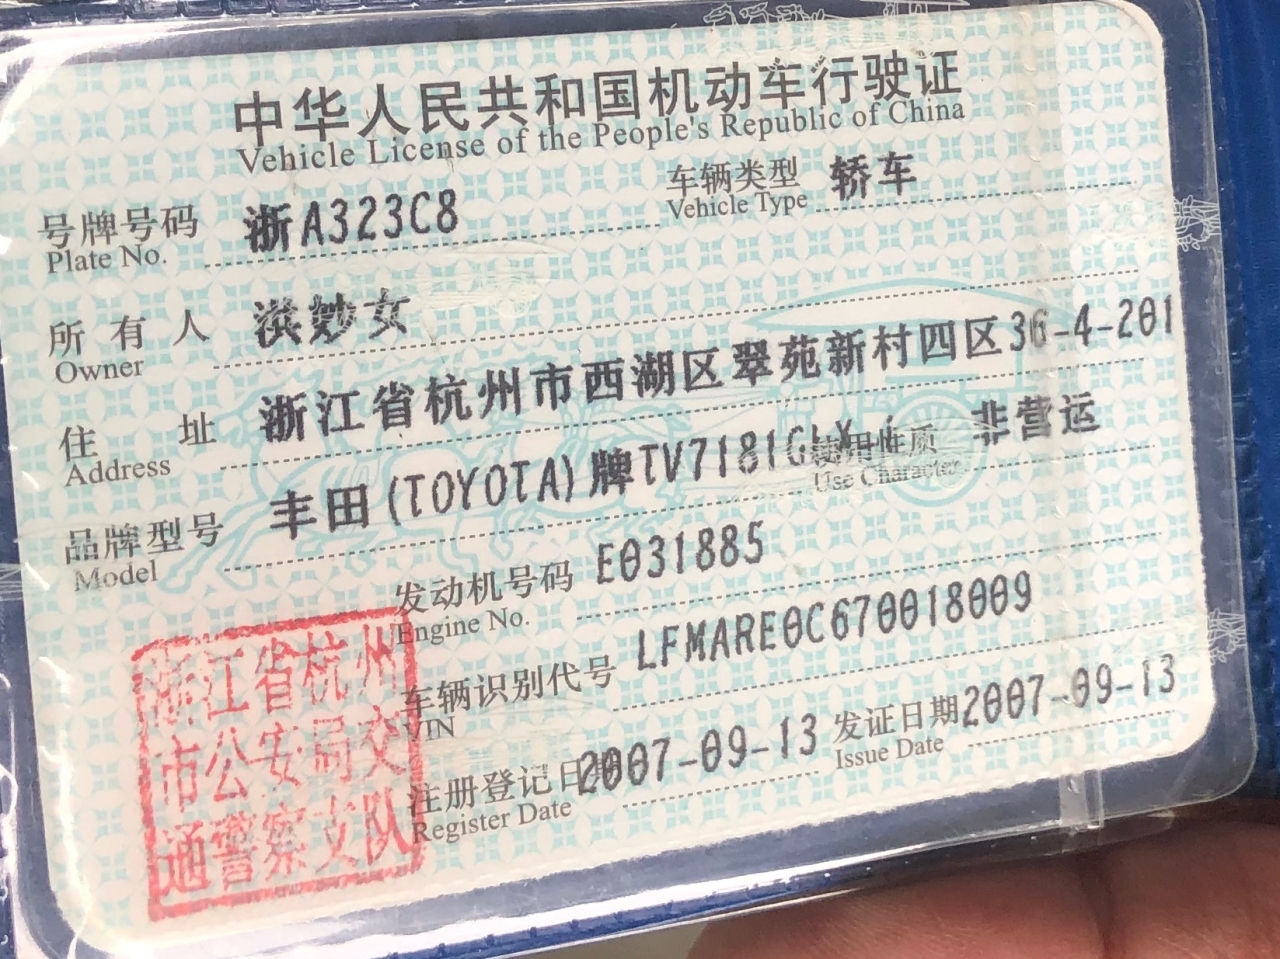 中华人民共和国机动车行驶证
Vehicle License of the People's Republic of China
号牌号码 浙A323C8 车辆类型 轿车
Plate No. Vehicle Type
所有人 洪妙女
Owner
住址 浙江省杭州市西湖区翠苑新村四区36-4-201
Address
品牌型号 丰田(TOYOTA)牌TV7181GLX 使用性质 非营运
Model Use Character
发动机号码 E031885
Engine No.
车辆识别代号 LFMARE0C670018009
VIN
注册登记日期 2007-09-13 发证日期 2007-09-13
Register Date Issue Date
浙江省杭州
市公安局交
通警察支队